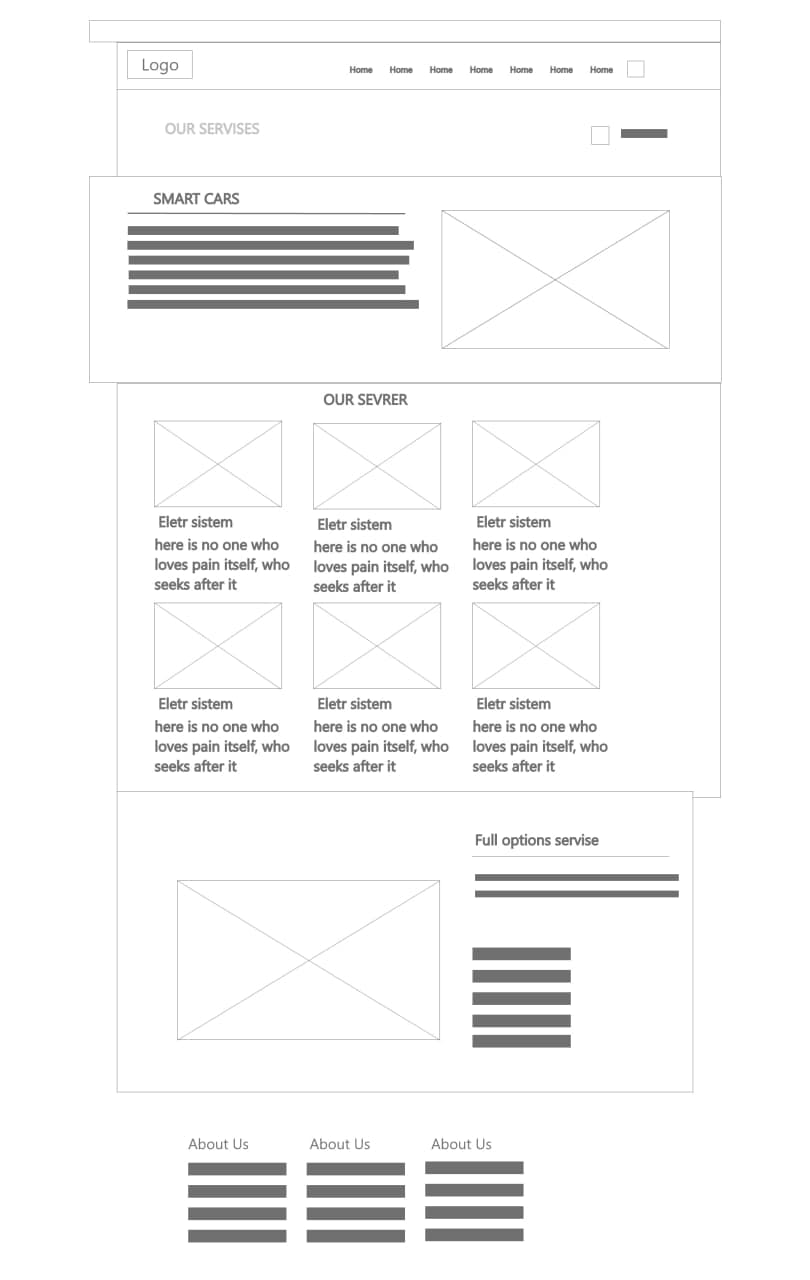 Logo
Home Home Home Home Home Home Home
OUR SERVISES
SMART CARS
OUR SEVRER
Eletr sistem
here is no one who
loves pain itself, who
seeks after it
Eletr sistem
here is no one who
loves pain itself, who
seeks after it
Eletr sistem
here is no one who
loves pain itself, who
seeks after it
Eletr sistem
here is no one who
loves pain itself, who
seeks after it
Eletr sistem
here is no one who
loves pain itself, who
seeks after it
Eletr sistem
here is no one who
loves pain itself, who
seeks after it
Full options servise
About Us
About Us
About Us